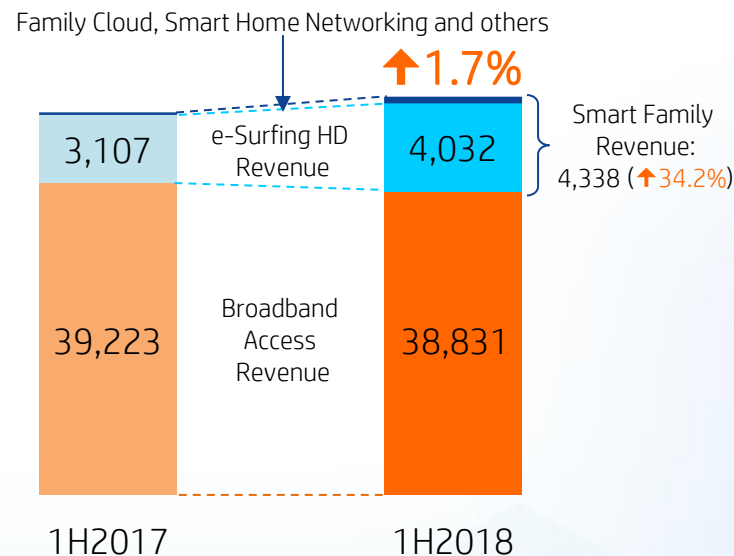 Family Cloud, Smart Home Networking and others
↑1.7%
3,107
e-Surfing HD
Revenue
4,032
Smart Family
Revenue:
4,338 (↑34.2%)
39,223
Broadband
Access
Revenue
38,831
1H2017
1H2018